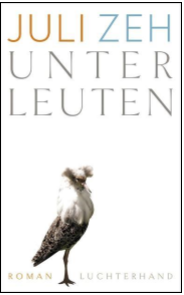 JULI ZEH
UNTER
LEUTEN
ROMAN LUCHTERHAND